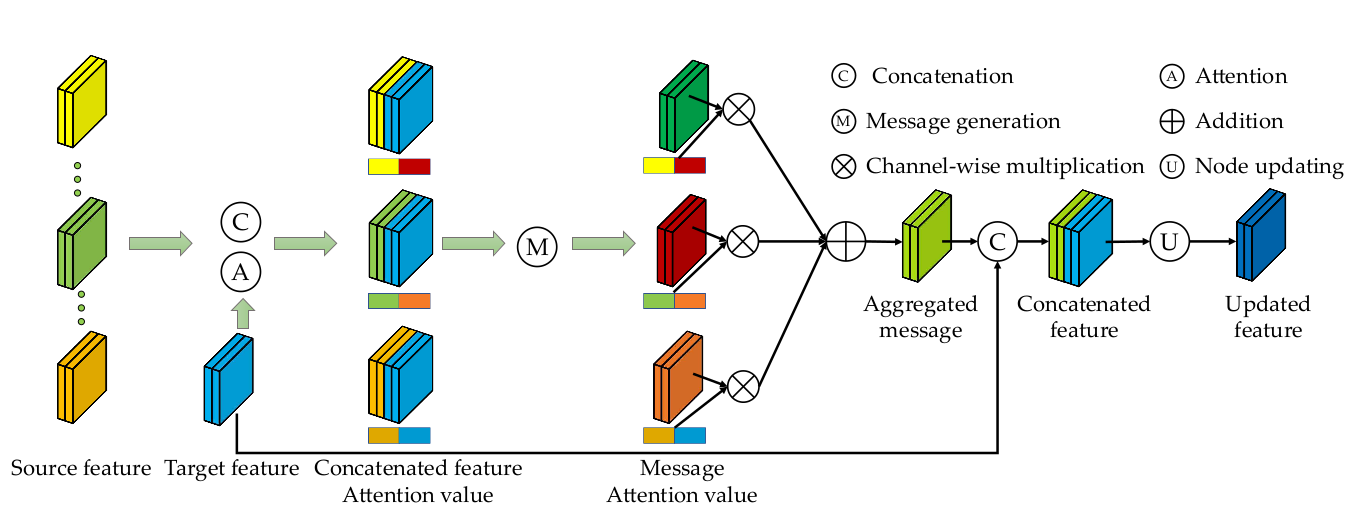 C Concatenation
A Attention
M Message generation
Addition
Channel-wise multiplication
U Node updating
C
A
M
C
U
Aggregated
message
Concatenated
feature
Updated
feature
Source feature
Target feature
Concatenated feature
Attention value
Message
Attention value